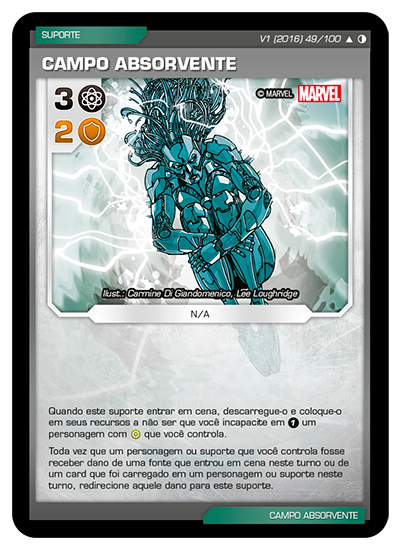 SUPORTE
V1 (2016) 49/100
CAMPO ABSORVENTE
3
2
© MARVEL MARVEL
Ilust.: Carmine Di Giandomenico, Lee Loughridge
N/A
Quando este suporte entrar em cena, descarregue-o e coloque-o
em seus recursos a não ser que você incapacite em 1 um
personagem com que você controla.
Toda vez que um personagem ou suporte que você controla fosse
receber dano de uma fonte que entrou em cena neste turno ou de
um card que foi carregado em um personagem ou suporte neste
turno, redirecione aquele dano para este suporte.
CAMPO ABSORVENTE